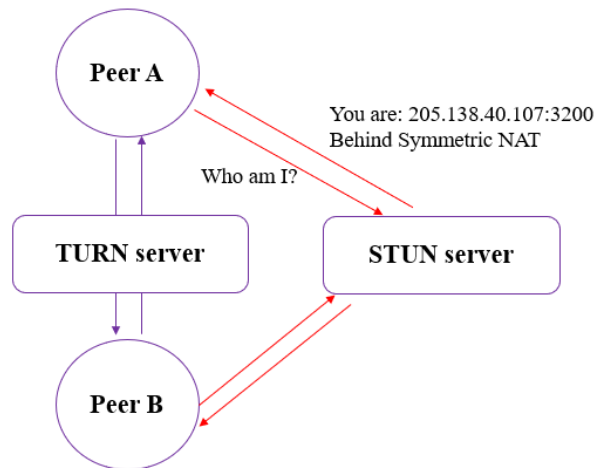 Peer A
You are: 205.138.40.107:3200
Behind Symmetric NAT
Who am I?
TURN server
STUN server
Peer B